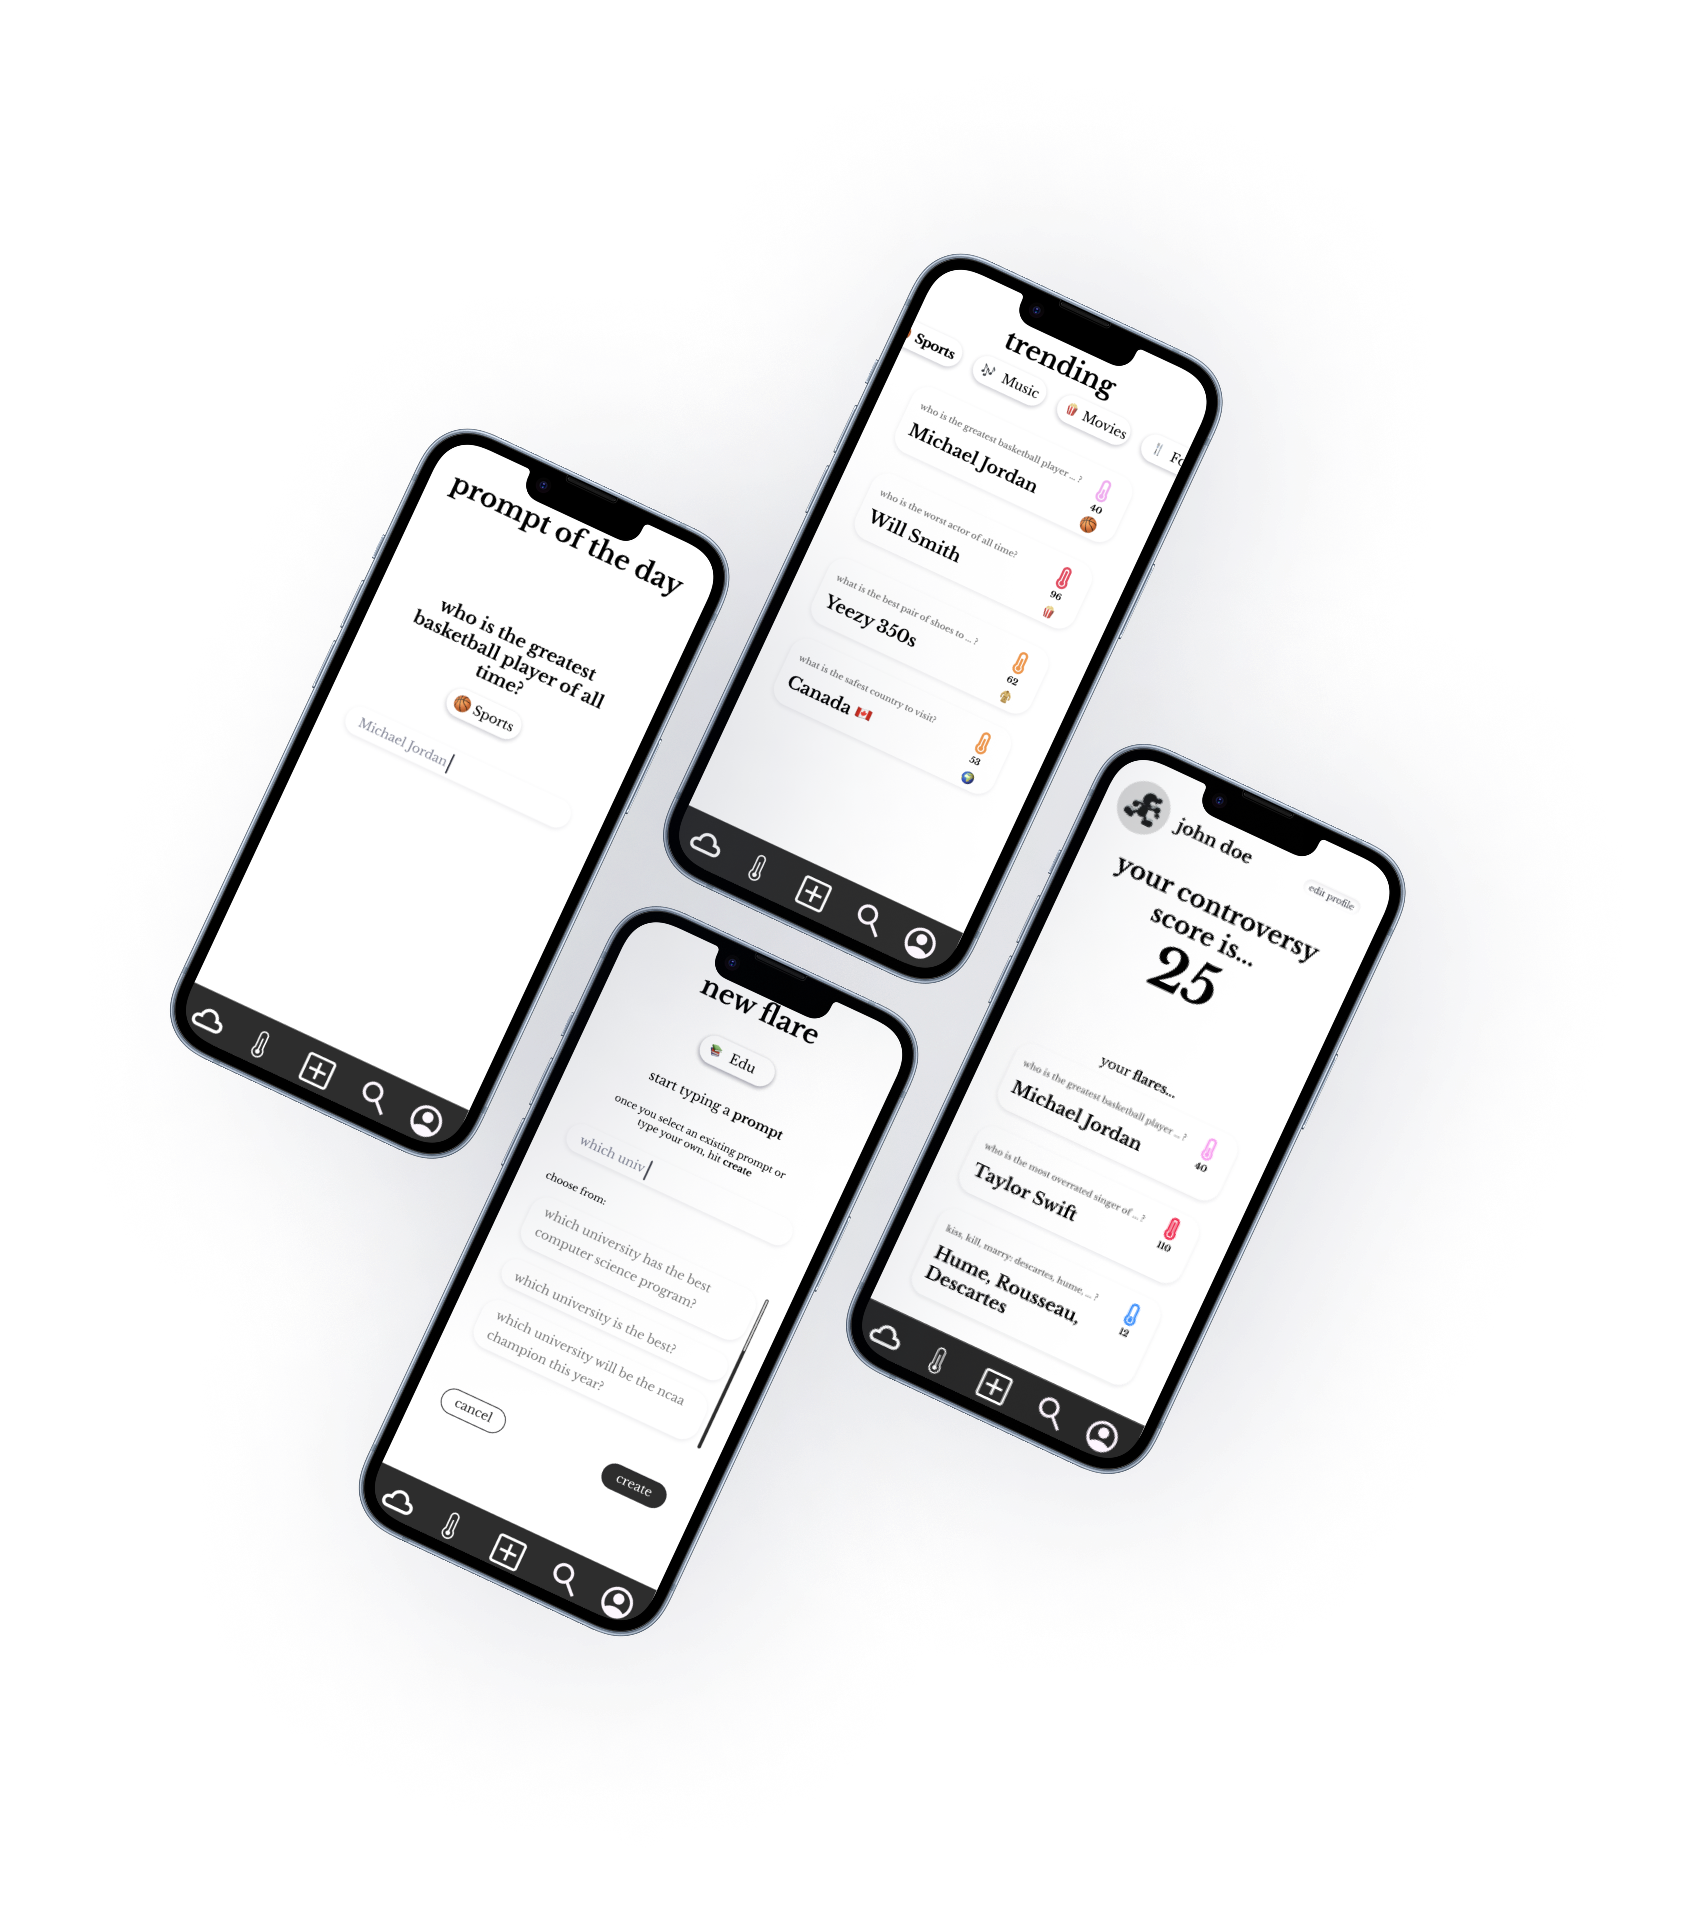 prompt of the day
who is the greatest
basketball player of all
time?
Sports
Michael Jordan
trending
Sports
Music
Movies
Fo
who is the greatest basketball player ... ?
Michael Jordan
40
who is the worst actor of all time?
Will Smith
96
what is the best pair of shoes to ... ?
Yeezy 350s
62
what is the safest country to visit?
Canada 🇨🇦
53
new flare
Edu
start typing a prompt
once you select an existing prompt or
type your own, hit create
which univ
choose from:
which university has the best
computer science program?
which university is the best?
which university will be the ncaa
champion this year?
cancel
create
john doe
edit profile
your controversy
score is...
25
your flares...
who is the greatest basketball player ... ?
Michael Jordan
40
who is the most overrated singer of ... ?
Taylor Swift
110
kiss, kill, marry: descartes, hume, ... ?
Hume, Rousseau,
Descartes
12